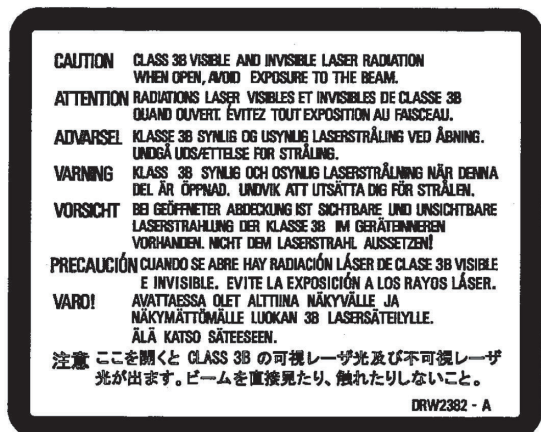 CAUTION CLASS 3B VISIBLE AND INVISIBLE LASER RADIATION
WHEN OPEN, AVOID EXPOSURE TO THE BEAM.
ATTENTION RADIATIONS LASER VISIBLES ET INVISIBLES DE CLASSE 3B
QUAND OUVERT. ÉVITEZ TOUT EXPOSITION AU FAISCEAU.
ADVARSEL KLASSE 3B SYNLIG OG USYNLIG LASERSTRÅLING VED ÅBNING.
UNDGÅ UDSÆTTELSE FOR STRÅLING.
VARNING KLASS 3B SYNLIG OCH OSYNLIG LASERSTRÅLNING NÄR DENNA
DEL ÄR ÖPPNAD. UNDVIK ATT UTSÄTTA DIG FÖR STRÅLEN.
VORSICHT BEI GEÖFFNETER ABDECKUNG IST SICHTBARE UND UNSICHTBARE
LASERSTRAHLUNG DER KLASSE 3B IM GERÄTEINNEREN
VORHANDEN. NICHT DEM LASERSTRAHL AUSSETZEN!
PRECAUCIÓN CUANDO SE ABRE HAY RADIACIÓN LÁSER DE CLASE 3B VISIBLE
E INVISIBLE. EVITE LA EXPOSICIÓN A LOS RAYOS LÁSER.
VARO! AVATTAESSA OLET ALTTIINA NÄKYVÄLLE JA
NÄKYMÄTTÖMÄLLE LUOKAN 3B LASERSÄTEILYLLE.
ÄLÄ KATSO SÄTEESEEN.
注意 ここを開くと CLASS 3B の可視レーザ光及び不可視レーザ
光が出ます。ビームを直接見たり、触れたりしないこと。
DRW2382 - A